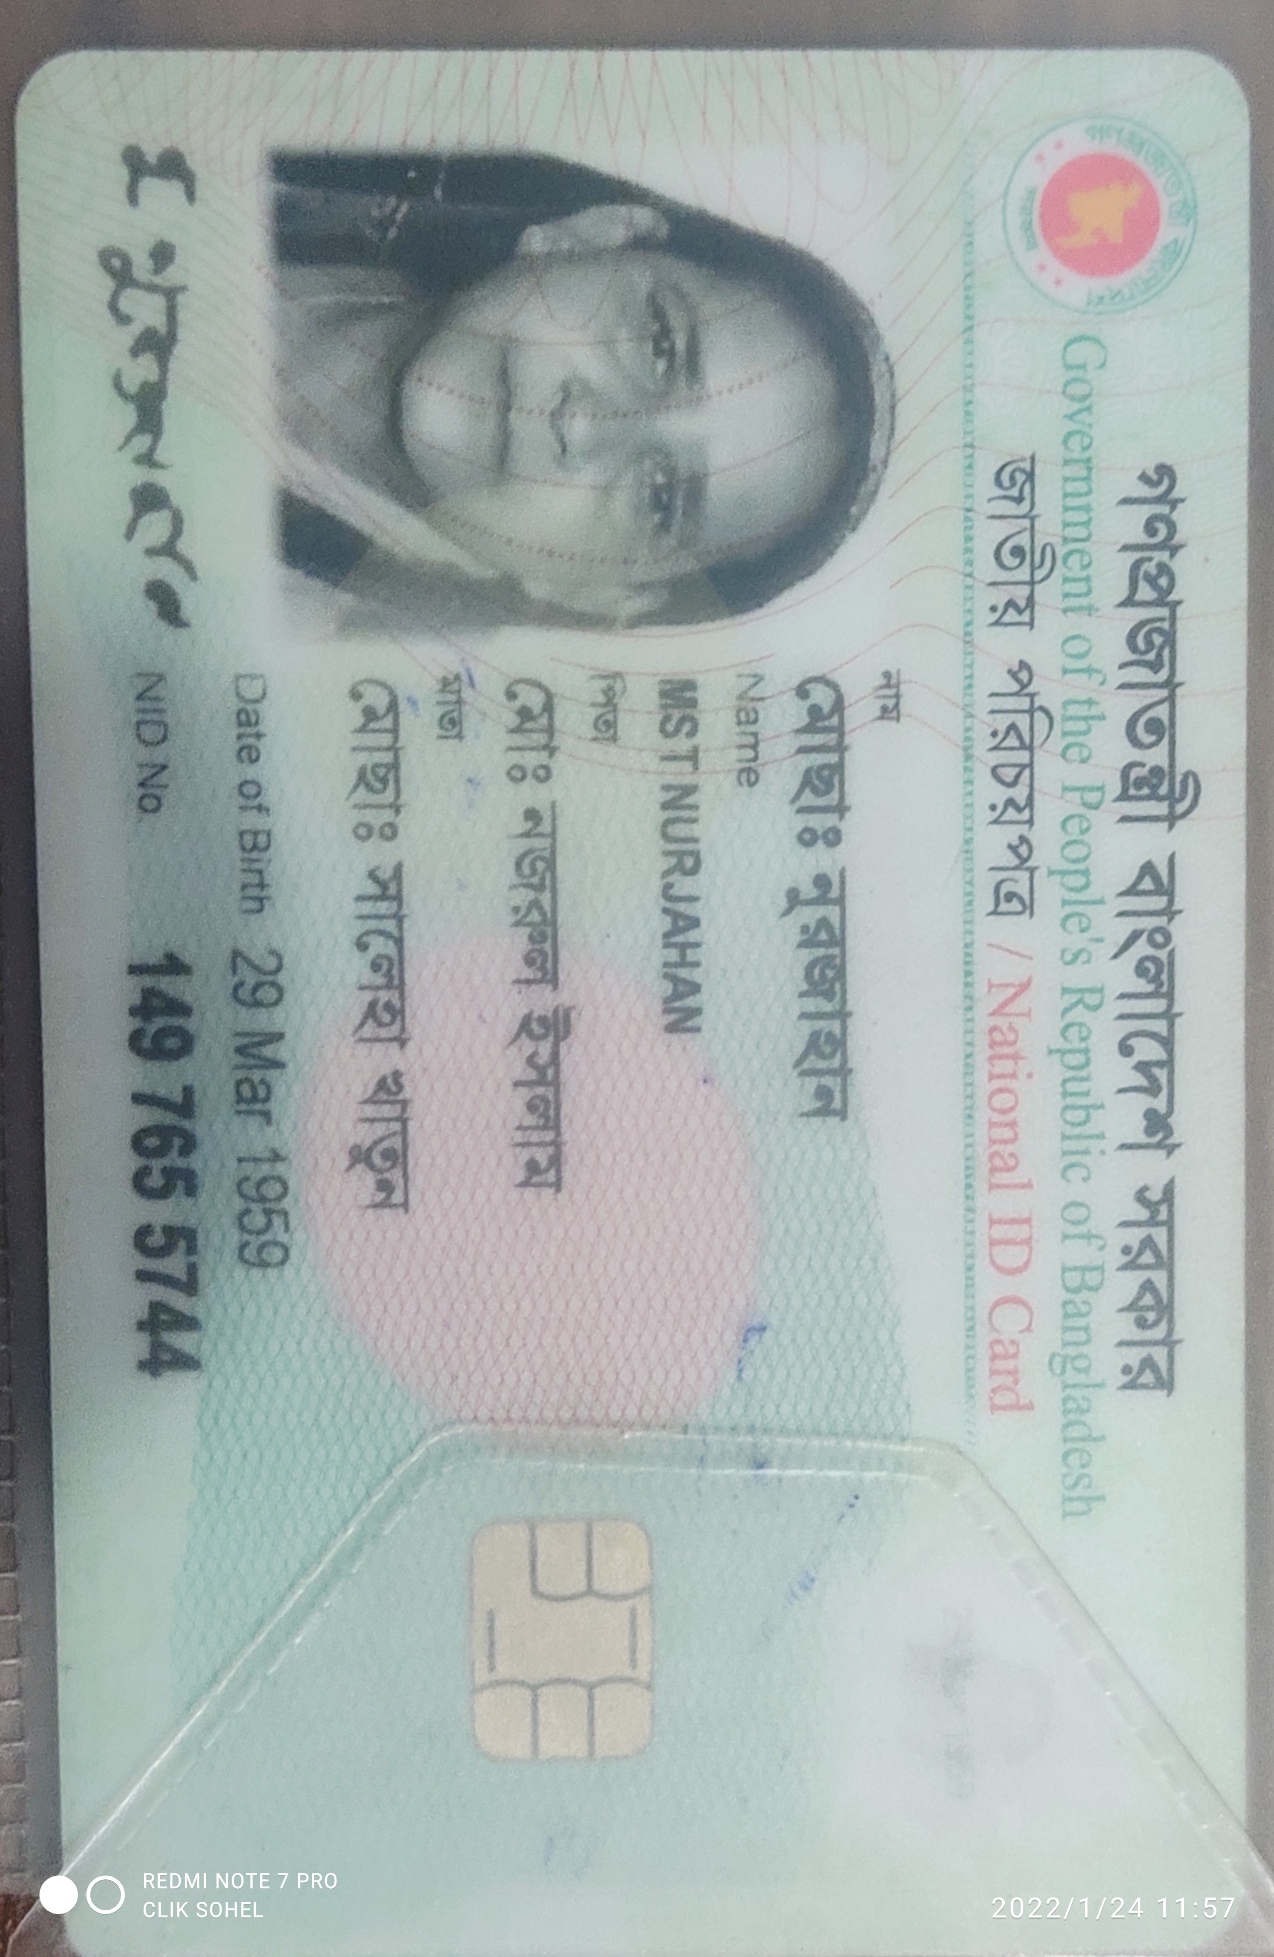 গণপ্রজাতন্ত্রী বাংলাদেশ সরকার
Government of the People's Republic of Bangladesh
জাতীয় পরিচয়পত্র / National ID Card
নাম
মোছাঃ নূরজাহান
Name
MST NURJAHAN
পিতা
মোঃ নজরুল ইসলাম
মাতা
মোছাঃ সালেহা খাতুন
Date of Birth 29 Mar 1959
NID No. 149 765 5744
REDMI NOTE 7 PRO
CLIK SOHEL
2022/1/24 11:57